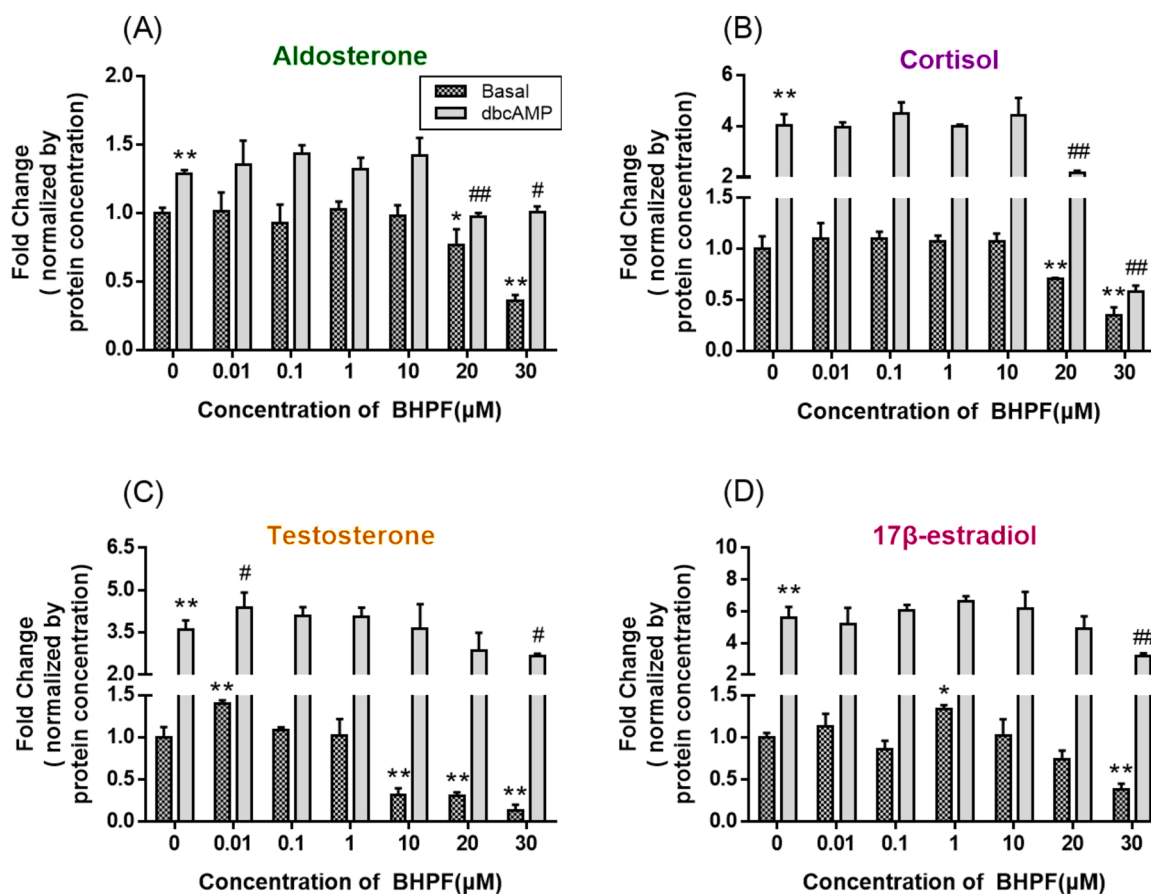 (A)
Aldosterone
Fold Change
( normalized by
protein concentration)
2.0
1.5
1.0
0.5
0.0
Basal
dbcAMP
**
*
##
**
#
0 0.01 0.1 1 10 20 30
Concentration of BHPF(µM)
(B)
Cortisol
Fold Change
( normalized by
protein concentration)
6
4
2
1.5
1.0
0.5
0.0
**
**
##
**
##
0 0.01 0.1 1 10 20 30
Concentration of BHPF(µM)
(C)
Testosterone
Fold Change
( normalized by
protein concentration)
6.5
5.0
3.5
2.0
1.5
1.0
0.5
0.0
**
**
#
**
**
**
#
0 0.01 0.1 1 10 20 30
Concentration of BHPF(µM)
(D)
17β-estradiol
Fold Change
( normalized by
protein concentration)
10
8
6
4
2
1.5
1.0
0.5
0.0
**
*
**
##
0 0.01 0.1 1 10 20 30
Concentration of BHPF(µM)